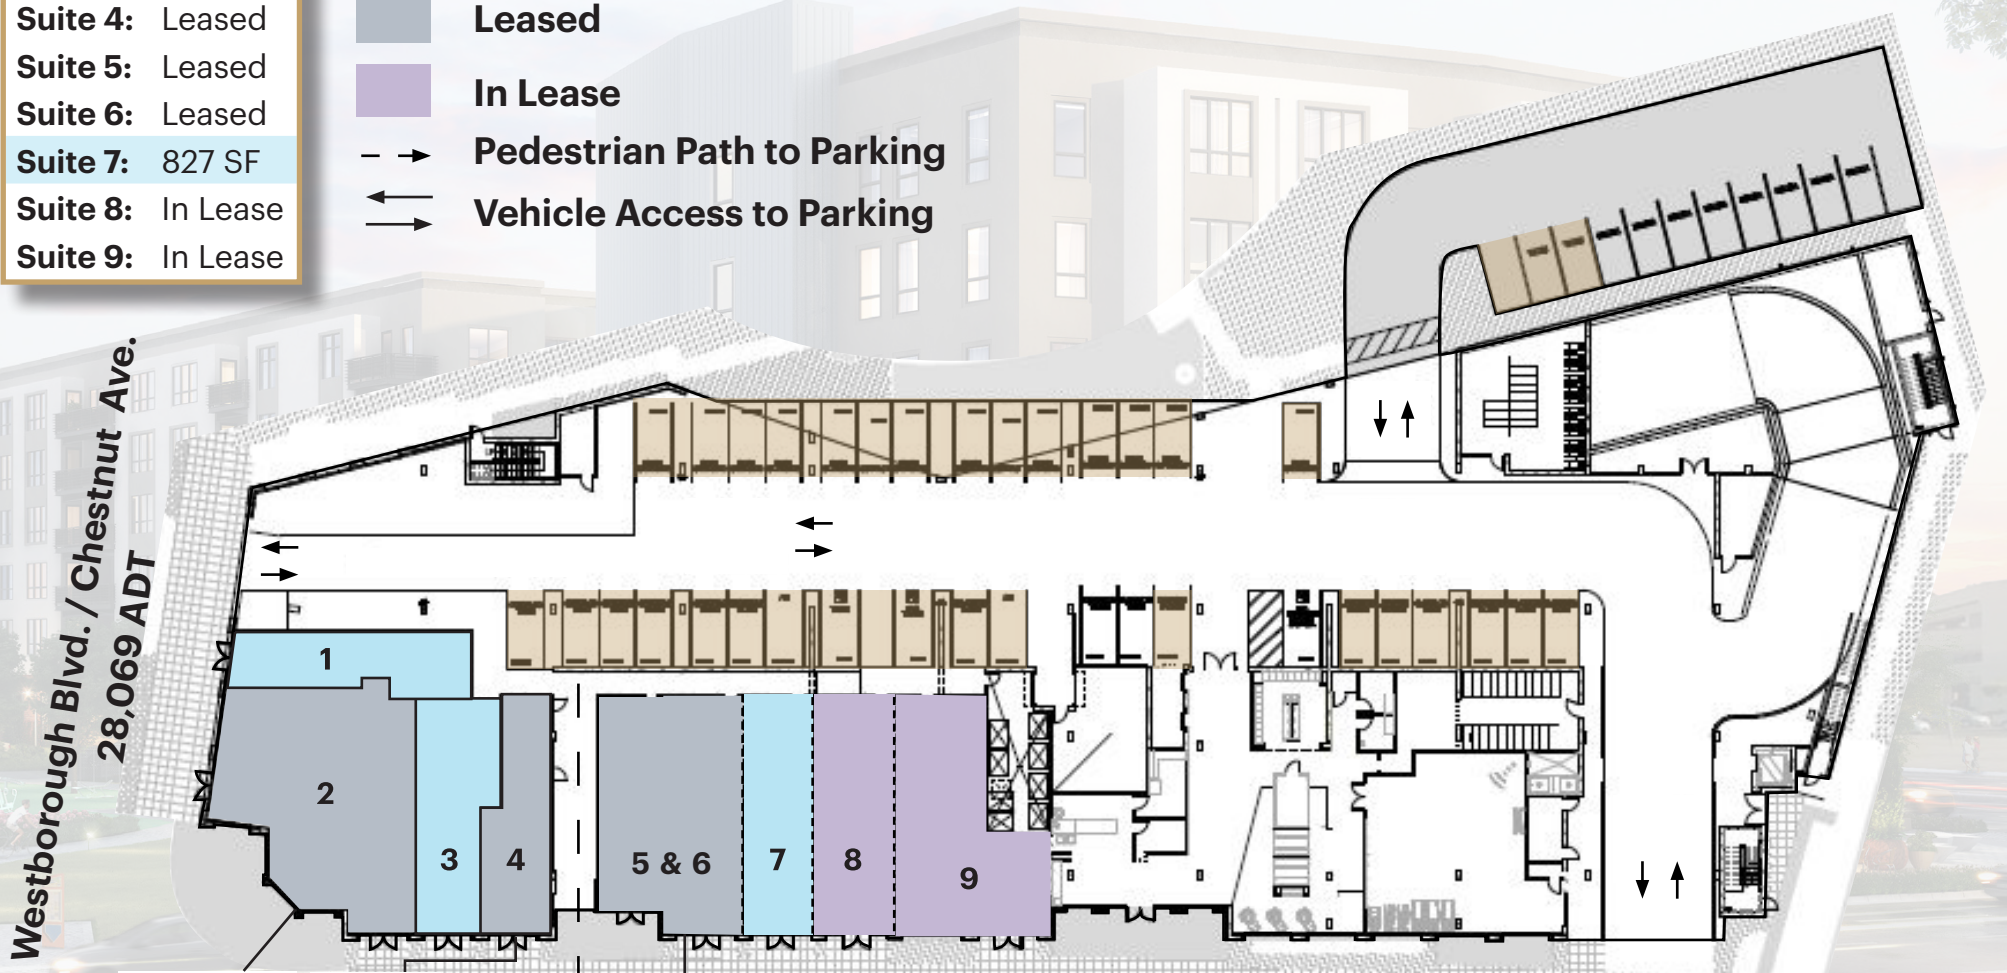 Suite 4: Leased
Suite 5: Leased
Suite 6: Leased
Suite 7: 827 SF
Suite 8: In Lease
Suite 9: In Lease
Leased
In Lease
Pedestrian Path to Parking
Vehicle Access to Parking
Westborough Blvd. / Chestnut Ave.
28,069 ADT
1
2
3
4
5 & 6
7
8
9